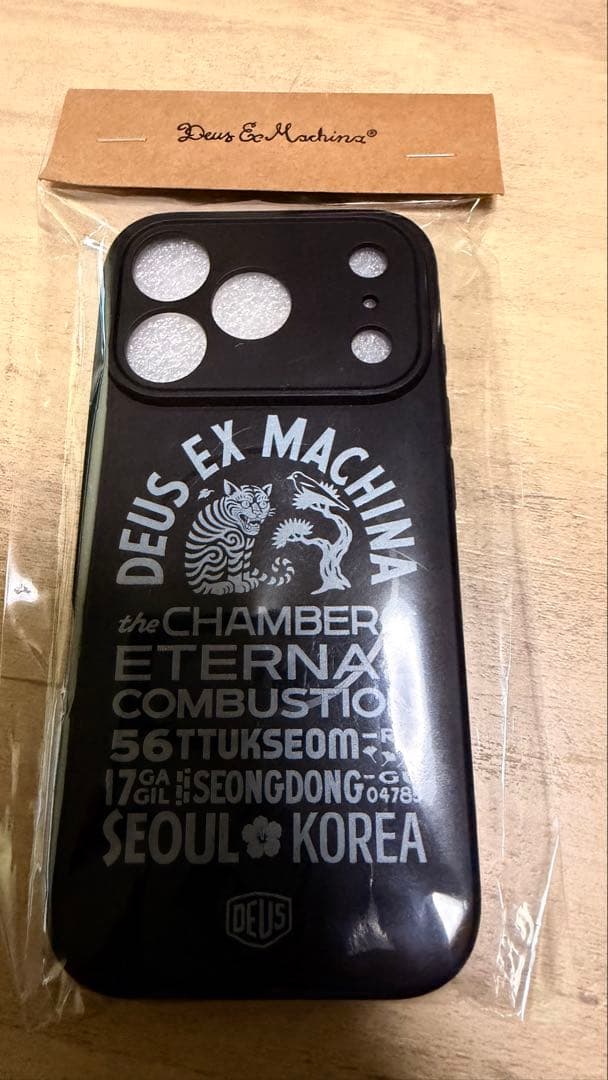 Deus Ex Machina®
DEUS EX MACHINA
the CHAMBER
ETERNA
COMBUSTIO
56 TTUKSEOM-R
17 GA GIL SEONGDONG-G
0478
SEOUL KOREA
DEUS